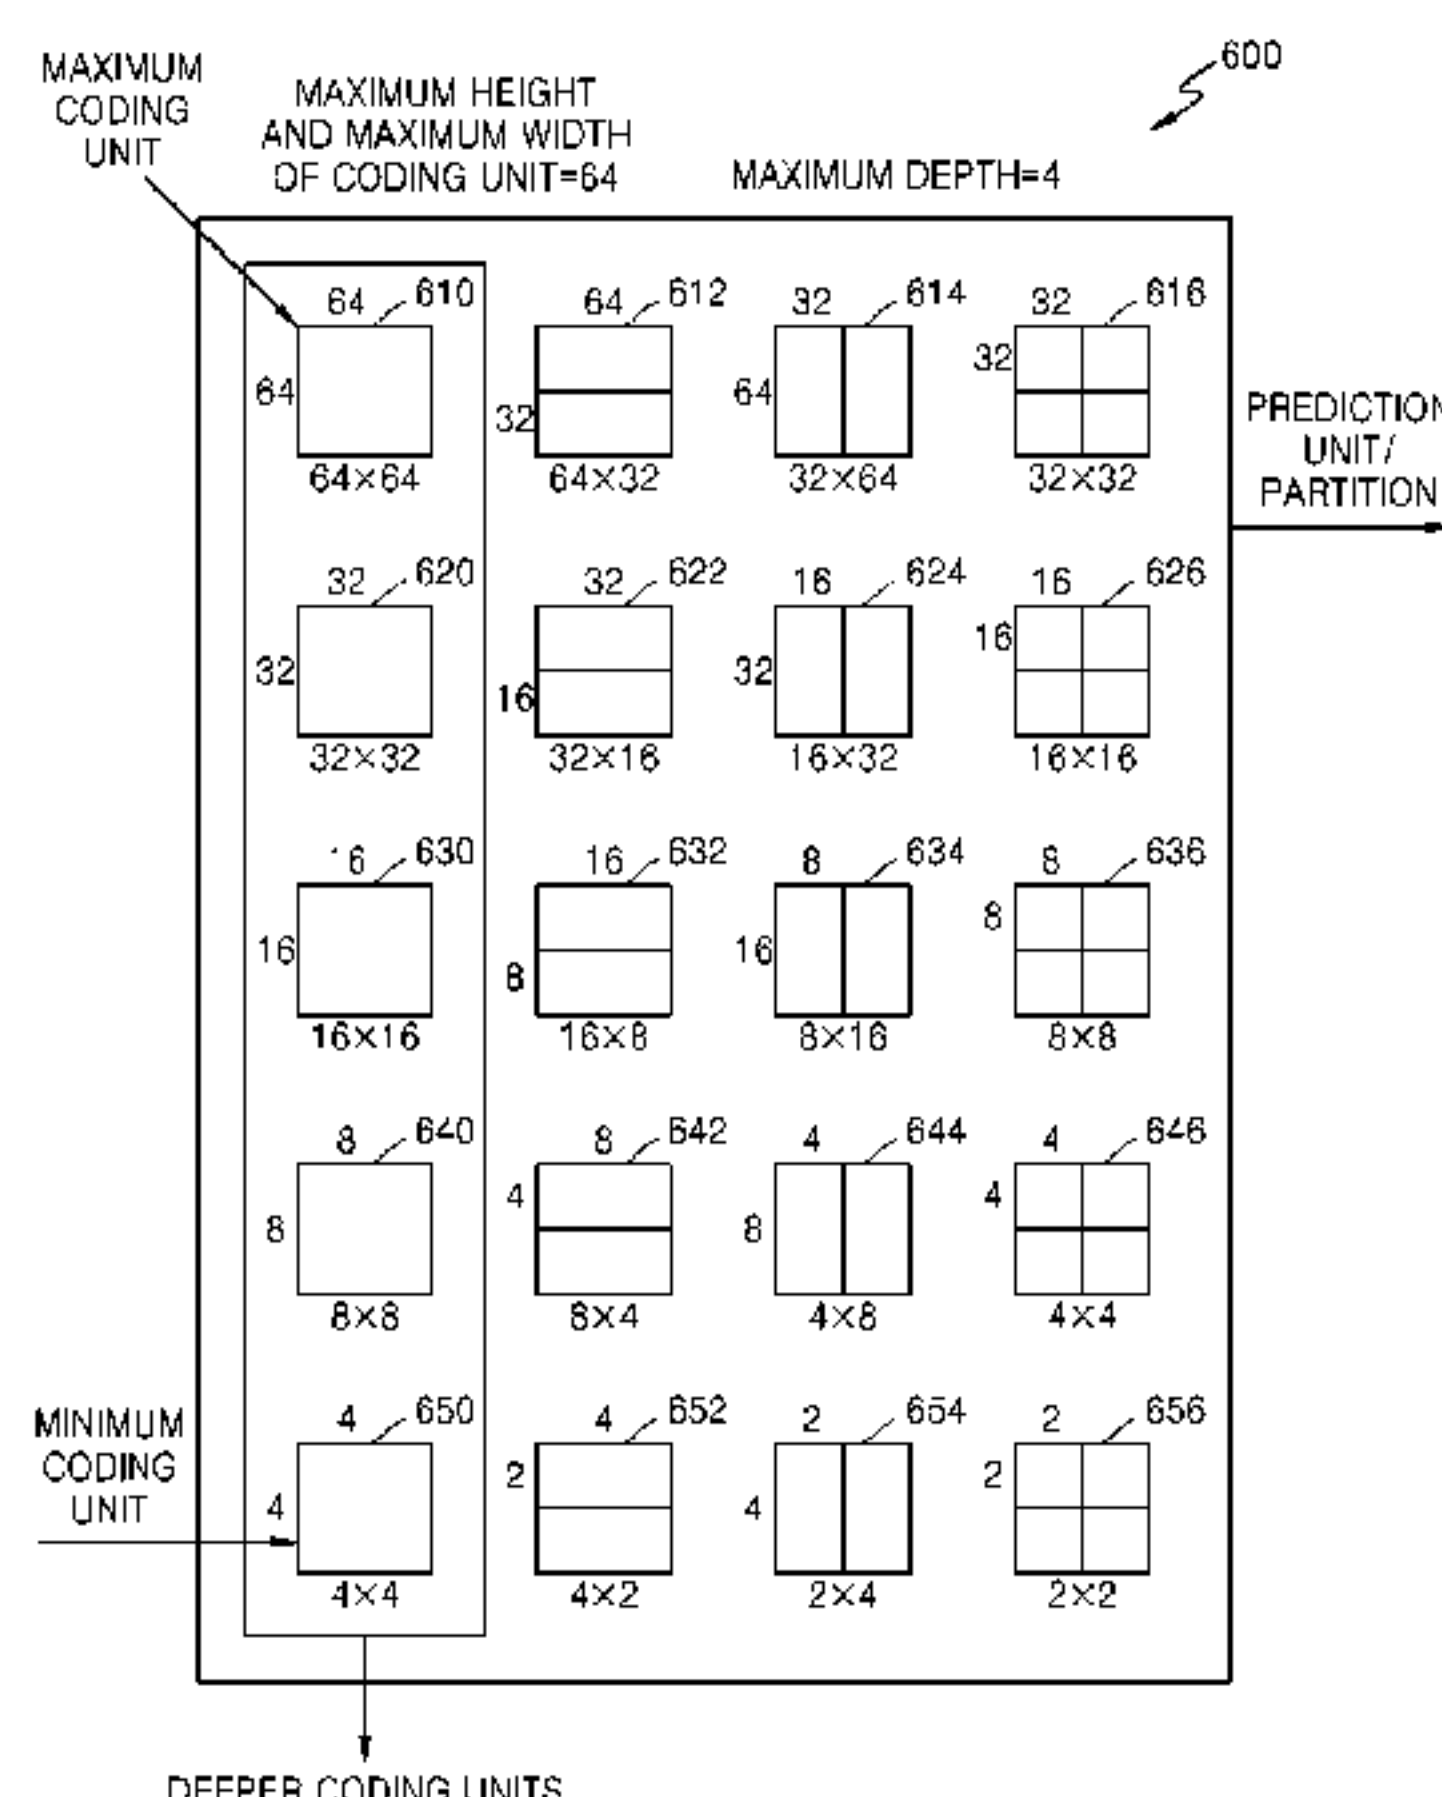 600
MAXIMUM
CODING
UNIT
MAXIMUM HEIGHT
AND MAXIMUM WIDTH
OF CODING UNIT=64
MAXIMUM DEPTH=4
64 610 64 612 32 614 32 616
64 32 64 32
64×64 64×32 32×64 32×32
PREDICTION
UNIT/
PARTITION
32 620 32 622 16 624 16 626
32 16 32 16
32×32 32×16 16×32 16×16
16 630 16 632 8 634 8 636
16 8 16 8
16×16 16×8 8×16 8×8
8 640 8 642 4 644 4 646
8 4 8 4
8×8 8×4 4×8 4×4
MINIMUM
CODING
UNIT
4 650 4 652 2 654 2 656
4 2 4 2
4×4 4×2 2×4 2×2
DEEPER CODING UNITS